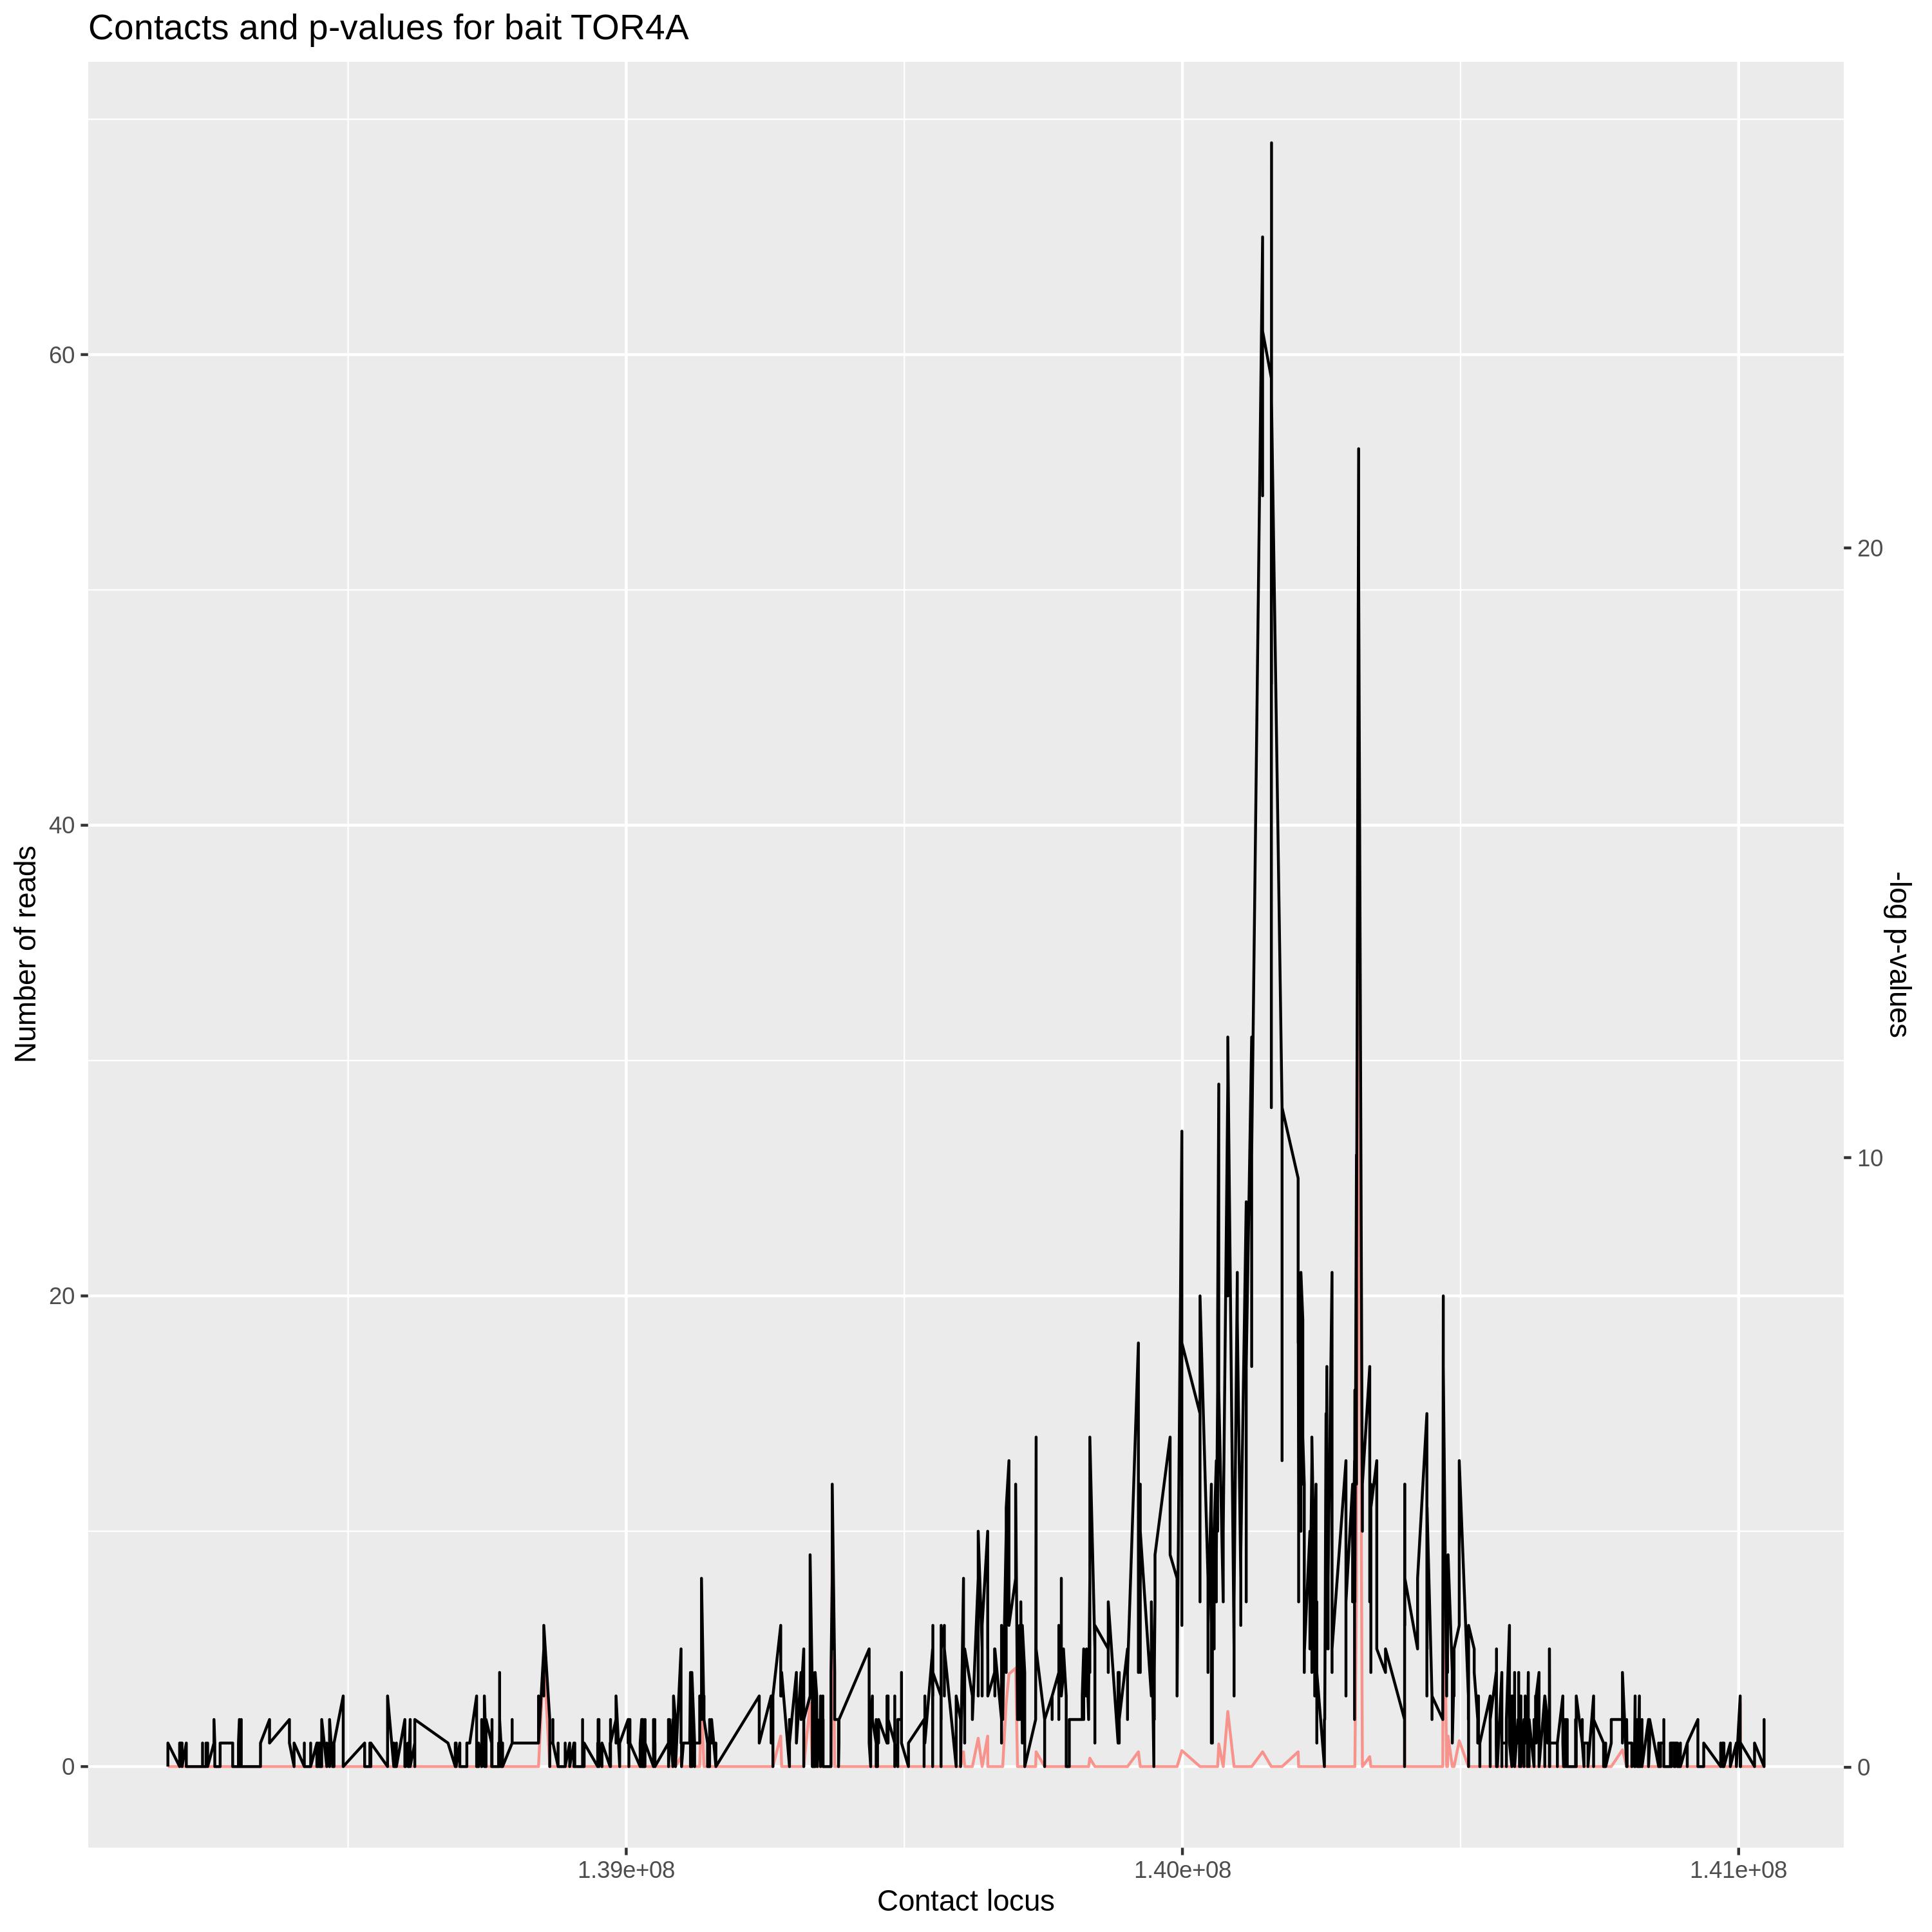 Contacts and p-values for bait TOR4A
60
40
20
0
Number of reads
20
10
0
-log p-values
1.39e+08
1.40e+08
1.41e+08
Contact locus